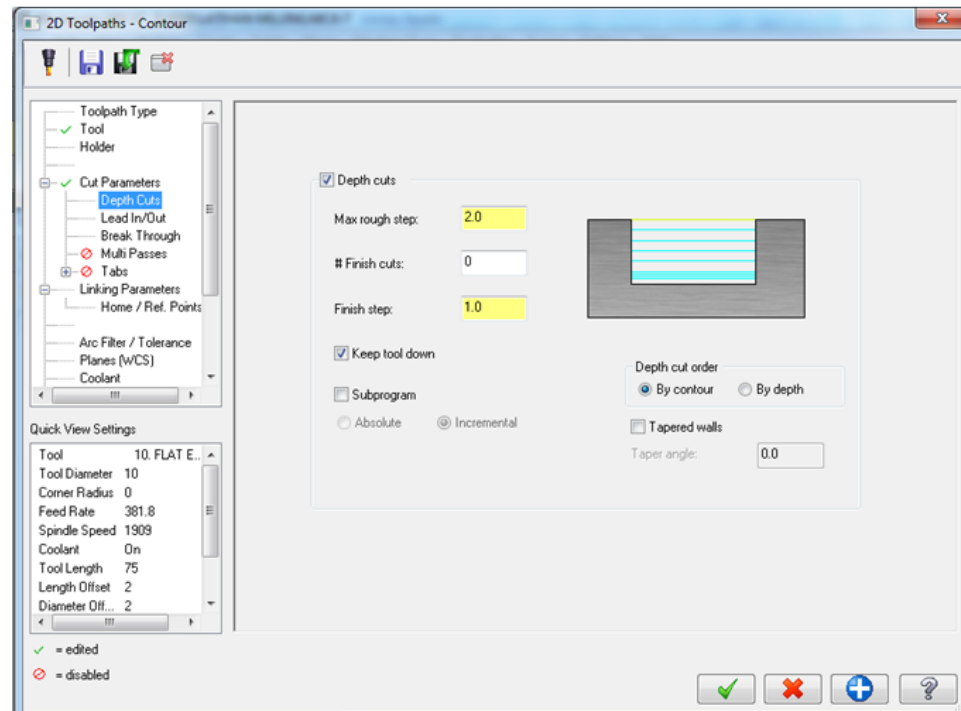 2D Toolpaths - Contour
Toolpath Type
Tool
Holder
Cut Parameters
Depth Cuts
Lead In/Out
Break Through
Multi Passes
Tabs
Linking Parameters
Home / Ref. Points
Arc Filter / Tolerance
Planes (WCS)
Coolant
Quick View Settings
Tool 10. FLAT E...
Tool Diameter 10
Corner Radius 0
Feed Rate 381.8
Spindle Speed 1909
Coolant On
Tool Length 75
Length Offset 2
Diameter Off... 2
= edited
= disabled
Depth cuts
Max rough step: 2.0
# Finish cuts: 0
Finish step: 1.0
Keep tool down
Subprogram
Absolute Incremental
Depth cut order
By contour By depth
Tapered walls
Taper angle: 0.0